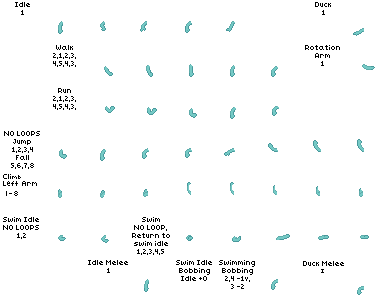 Idle
1
Duck
1
Walk
2,1,2,3,
4,5,4,3,
Rotation
Arm
1
Run
2,1,2,3,
4,5,4,3,
NO LOOPS
Jump
1,2,3,4
Fall
5,6,7,8
Climb
Left Arm
1-8
Swim Idle
NO LOOPS
1,2
Swim
NO LOOP,
Return to
swim idle
1,2,3,4,5
Idle Melee
1
Swim Idle
Bobbing
Idle +0
Swimming
Bobbing
2,4 -1v,
3 -2
Duck Melee
I